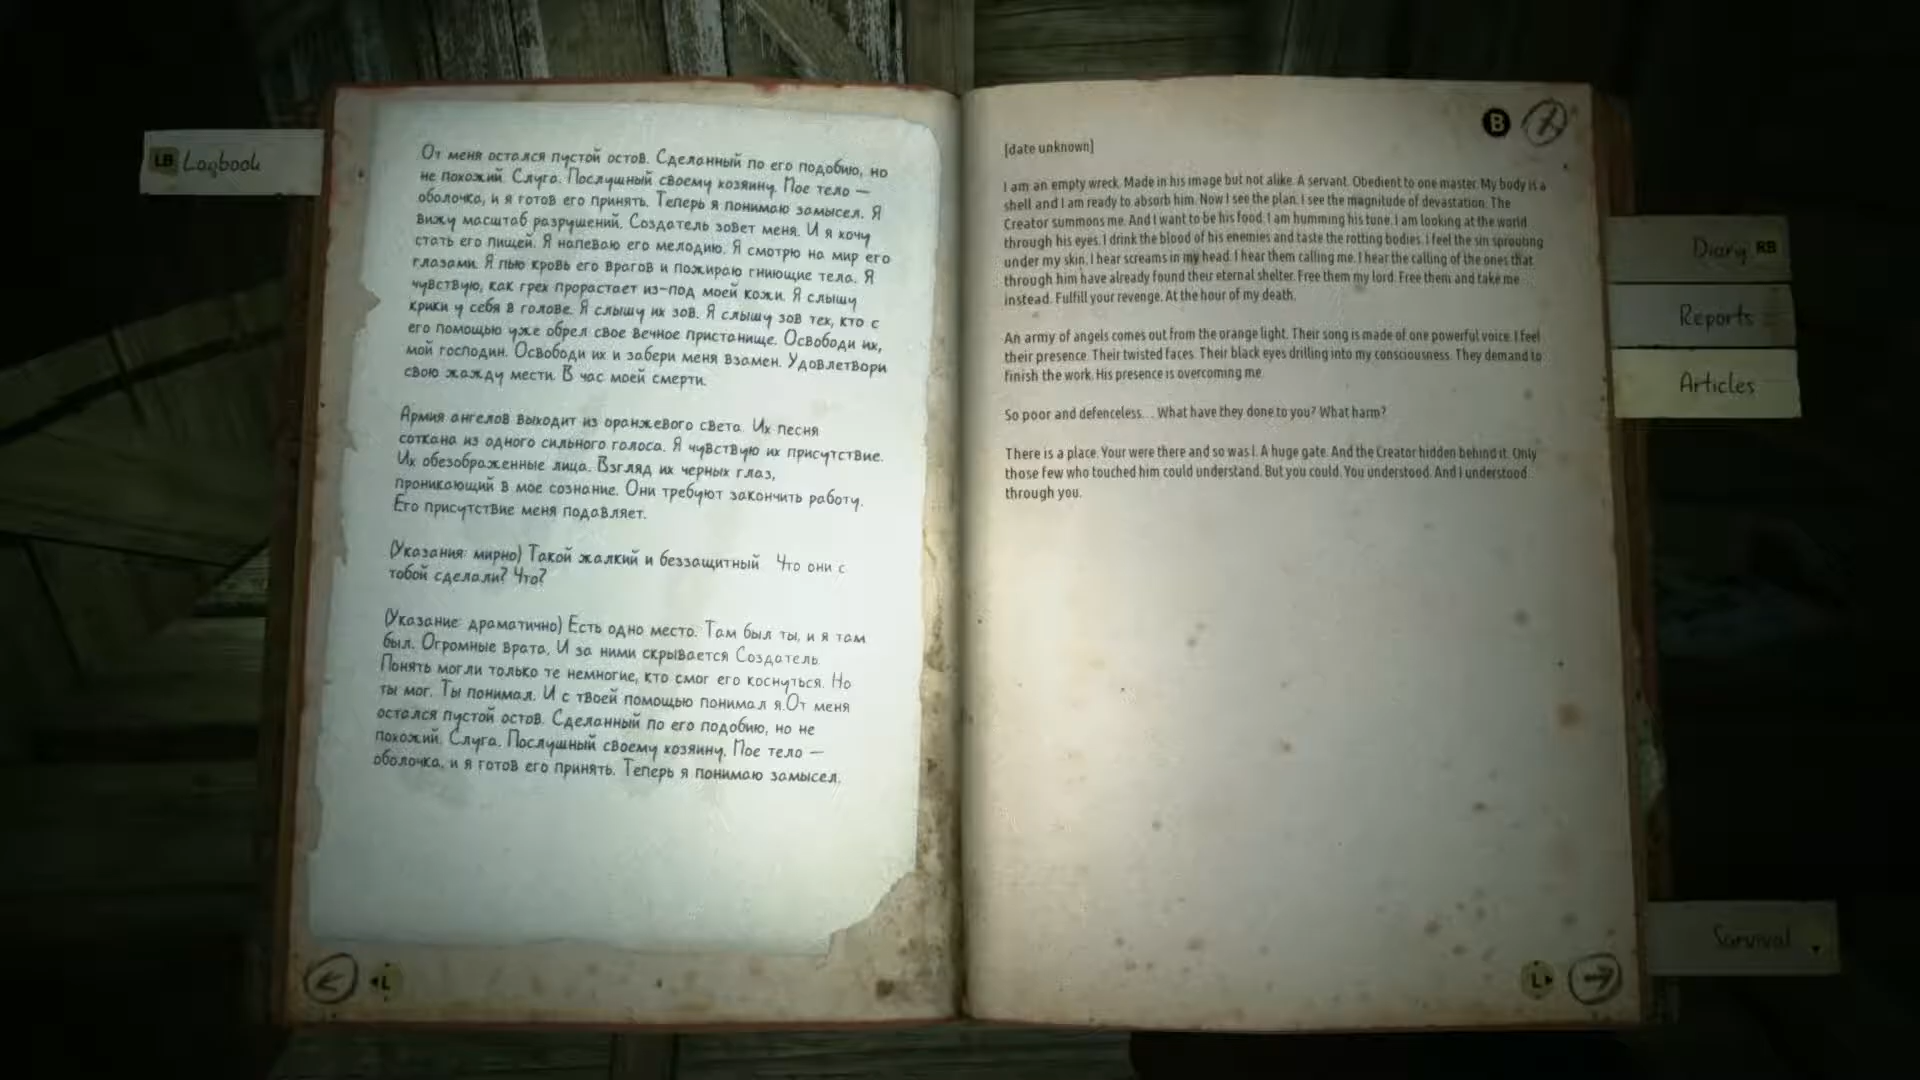 LB Logbook
От меня остался пустой остов. Сделанный по его подобию, но
не похожий. Слуга. Послушный своему хозяину. Мое тело —
оболочка, и я готов его принять. Теперь я понимаю замысел. Я
вижу масштаб разрушений. Создатель зовет меня. И я хочу
стать его пищей. Я напеваю его мелодию. Я смотрю на мир его
глазами. Я пью кровь его врагов и пожираю гниющие тела. Я
чувствую, как грех прорастает из-под моей кожи. Я слышу
крики у себя в голове. Я слышу их зов. Я слышу зов тех, кто с
его помощью уже обрел свое вечное пристанище. Освободи их,
мой господин. Освободи их и забери меня взамен. Удовлетвори
свою жажду мести. В час моей смерти.
Армия ангелов выходит из оранжевого света. Их песня
соткана из одного сильного голоса. Я чувствую их присутствие.
Их обезображенные лица. Взгляд их черных глаз,
проникающий в мое сознание. Они требуют закончить работу.
Его присутствие меня подавляет.
(Указания: мирно) Такой жалкий и беззащитный Что они с
тобой сделали? Что?
(Указание: драматично) Есть одно место. Там был ты, и я там
был. Огромные врата. И за ними скрывается Создатель.
Понять могли только те немногие, кто смог его коснуться. Но
ты мог. Ты понимал. И с твоей помощью понимал я.От меня
остался пустой остов. Сделанный по его подобию, но не
похожий. Слуга. Послушный своему хозяину. Мое тело —
оболочка, и я готов его принять. Теперь я понимаю замысел.
L
B
[date unknown]
I am an empty wreck. Made in his image but not alike. A servant. Obedient to one master. My body is a
shell and I am ready to absorb him. Now I see the plan. I see the magnitude of devastation. The
Creator summons me. And I want to be his food. I am humming his tune. I am looking at the world
through his eyes. I drink the blood of his enemies and taste the rotting bodies. I feel the sin sprouting
under my skin. I hear screams in my head. I hear them calling me. I hear the calling of the ones that
through him have already found their eternal shelter. Free them my lord. Free them and take me
instead. Fulfill your revenge. At the hour of my death.
An army of angels comes out from the orange light. Their song is made of one powerful voice. I feel
their presence. Their twisted faces. Their black eyes drilling into my consciousness. They demand to
finish the work. His presence is overcoming me.
So poor and defenceless... What have they done to you? What harm?
There is a place. Your were there and so was I. A huge gate. And the Creator hidden behind it. Only
those few who touched him could understand. But you could. You understood. And I understood
through you.
L
Diary RB
Reports
Articles
Survival